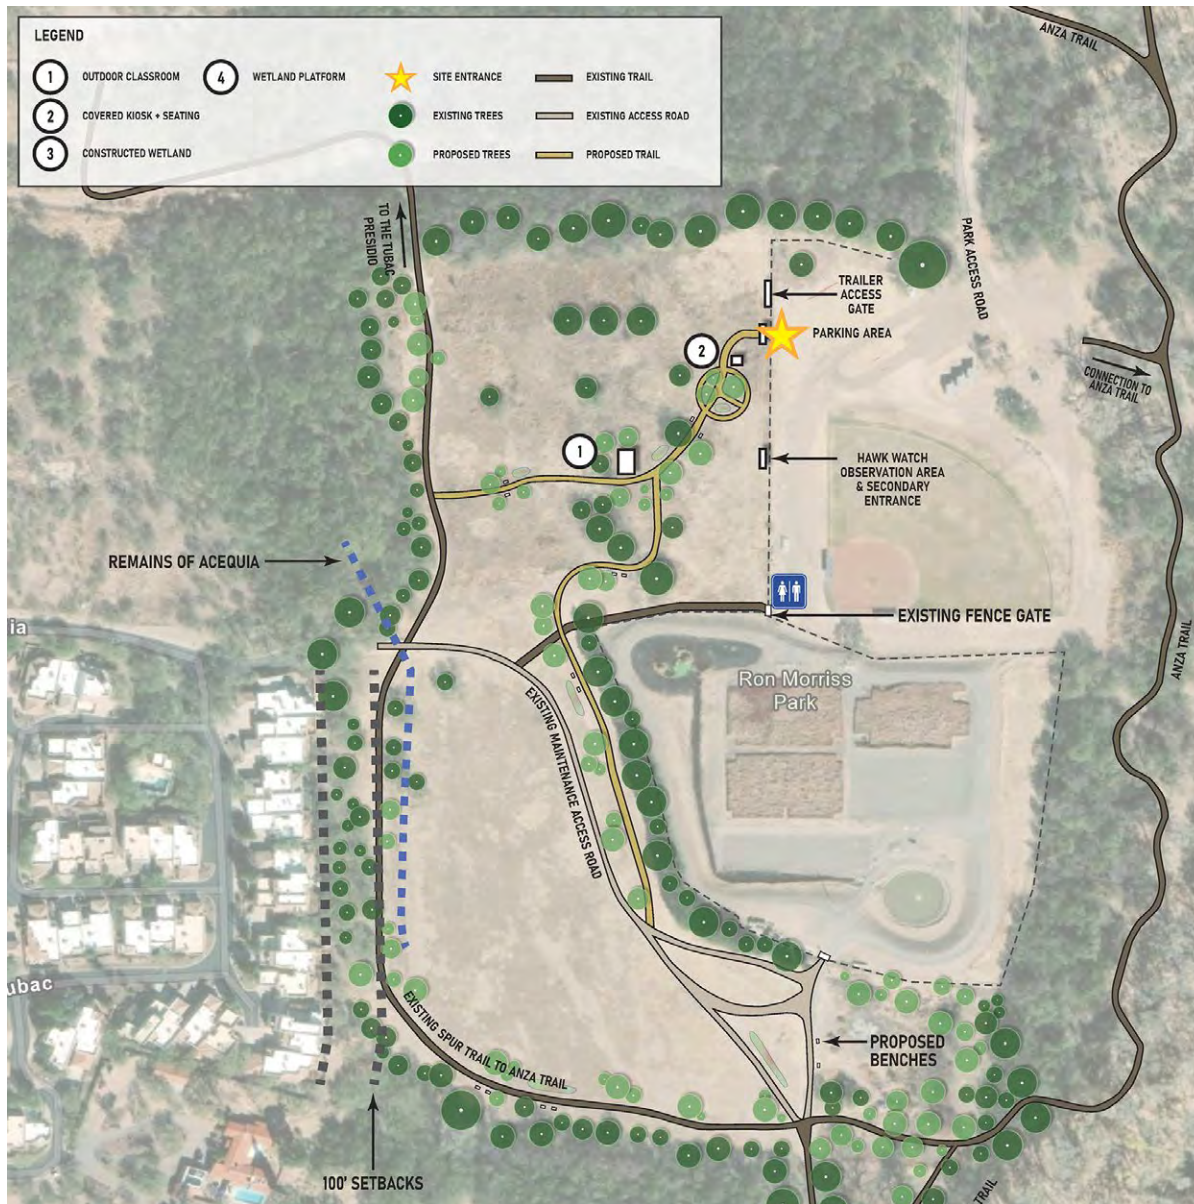 LEGEND
1 OUTDOOR CLASSROOM
2 COVERED KIOSK + SEATING
3 CONSTRUCTED WETLAND
4 WETLAND PLATFORM
SITE ENTRANCE
EXISTING TREES
PROPOSED TREES
EXISTING TRAIL
EXISTING ACCESS ROAD
PROPOSED TRAIL
ANZA TRAIL
TO THE TUBAC
PRESIDIO
PARK ACCESS ROAD
TRAILER
ACCESS
GATE
PARKING AREA
2
CONNECTION TO
ANZA TRAIL
1
HAWK WATCH
OBSERVATION AREA
& SECONDARY
ENTRANCE
REMAINS OF ACEQUIA
EXISTING FENCE GATE
ia
ANZA TRAIL
Ron Morriss
Park
EXISTING MAINTENANCE ACCESS ROAD
ubac
EXISTING SPUR TRAIL TO ANZA TRAIL
PROPOSED
BENCHES
100' SETBACKS
TRAIL